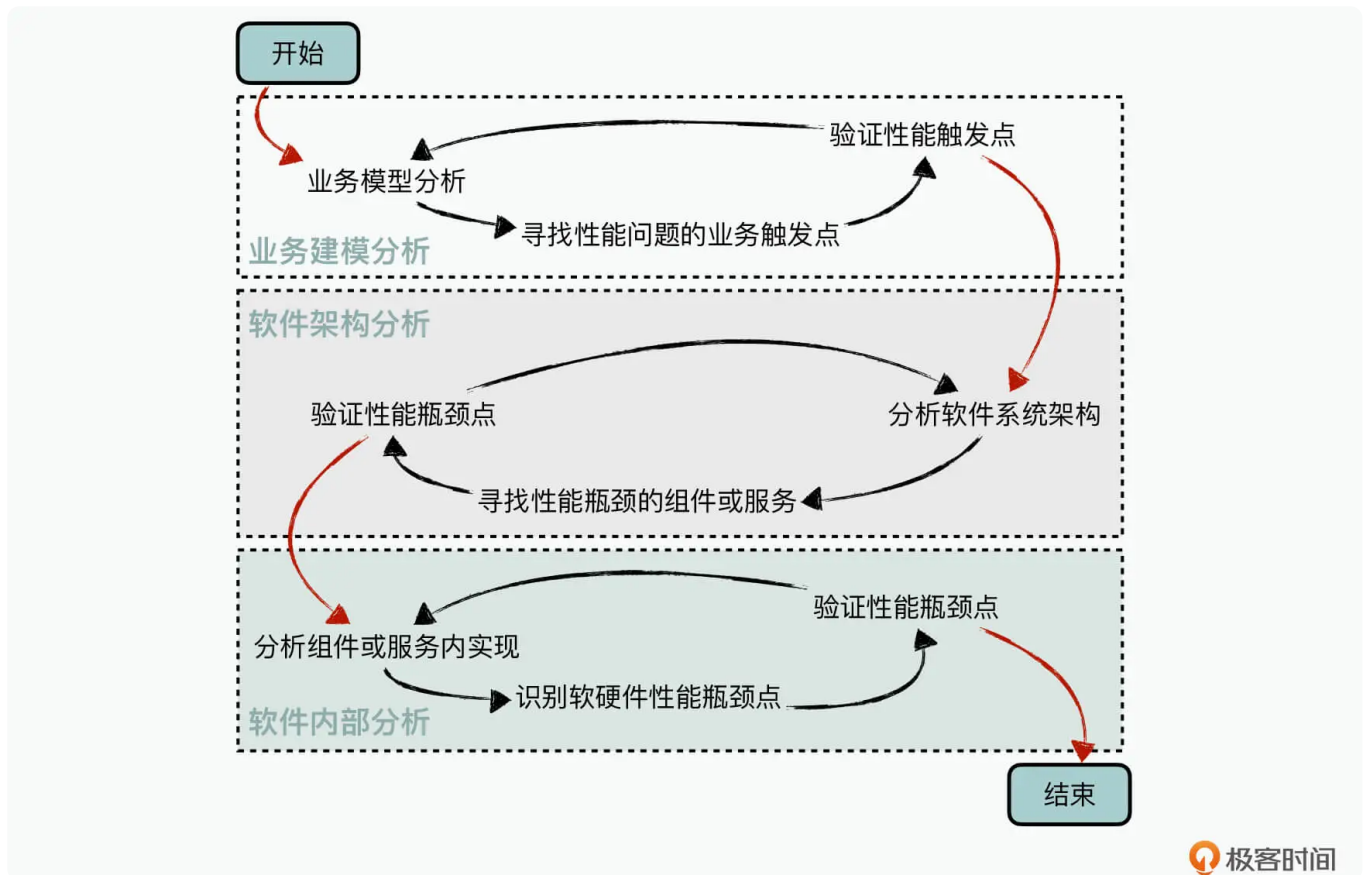 开始
验证性能触发点
业务模型分析
寻找性能问题的业务触发点
业务建模分析
软件架构分析
验证性能瓶颈点
分析软件系统架构
寻找性能瓶颈的组件或服务
验证性能瓶颈点
分析组件或服务内实现
识别软硬件性能瓶颈点
软件内部分析
结束
极客时间